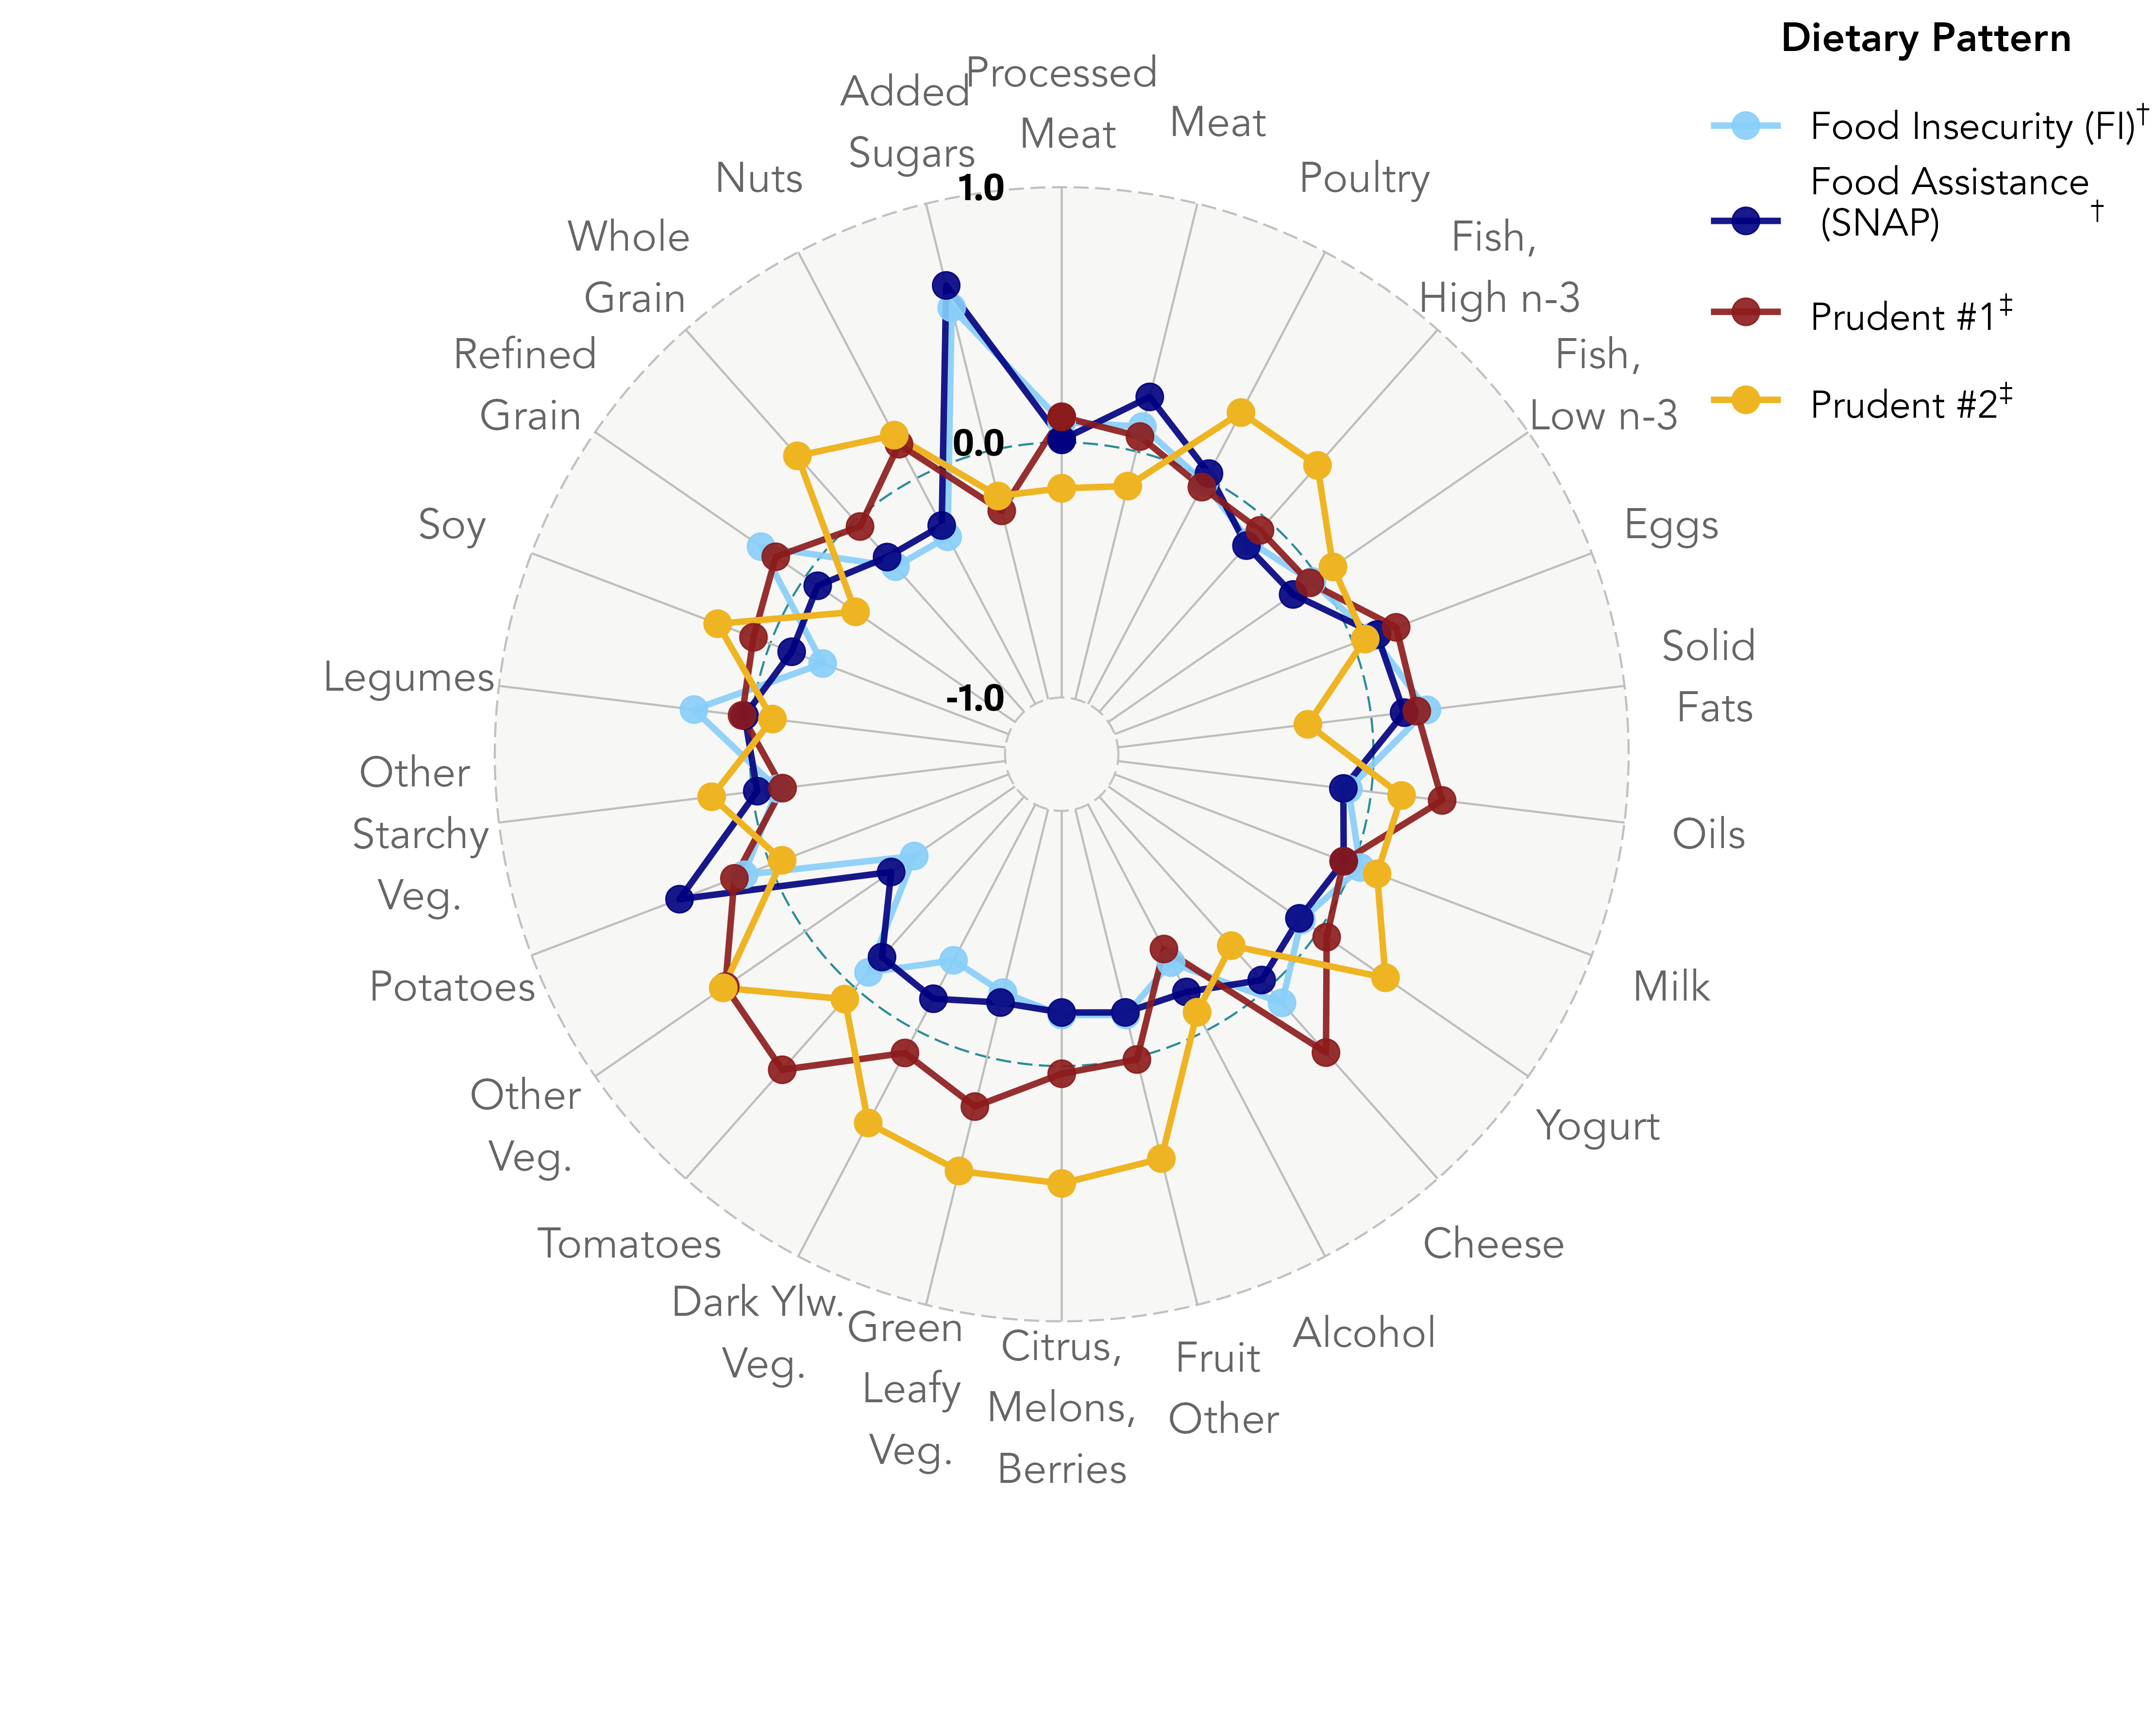 Dietary Pattern
Food Insecurity (FI)†
Food Assistance
(SNAP) †
Prudent #1‡
Prudent #2‡
Processed
Meat
Meat
Poultry
Fish,
High n-3
Fish,
Low n-3
Eggs
Solid
Fats
Oils
Milk
Yogurt
Cheese
Alcohol
Fruit
Other
Citrus,
Melons,
Berries
Green
Leafy
Veg.
Dark Ylw.
Veg.
Tomatoes
Other
Veg.
Potatoes
Other
Starchy
Veg.
Legumes
Soy
Refined
Grain
Whole
Grain
Nuts
Added
Sugars
1.0
0.0
-1.0